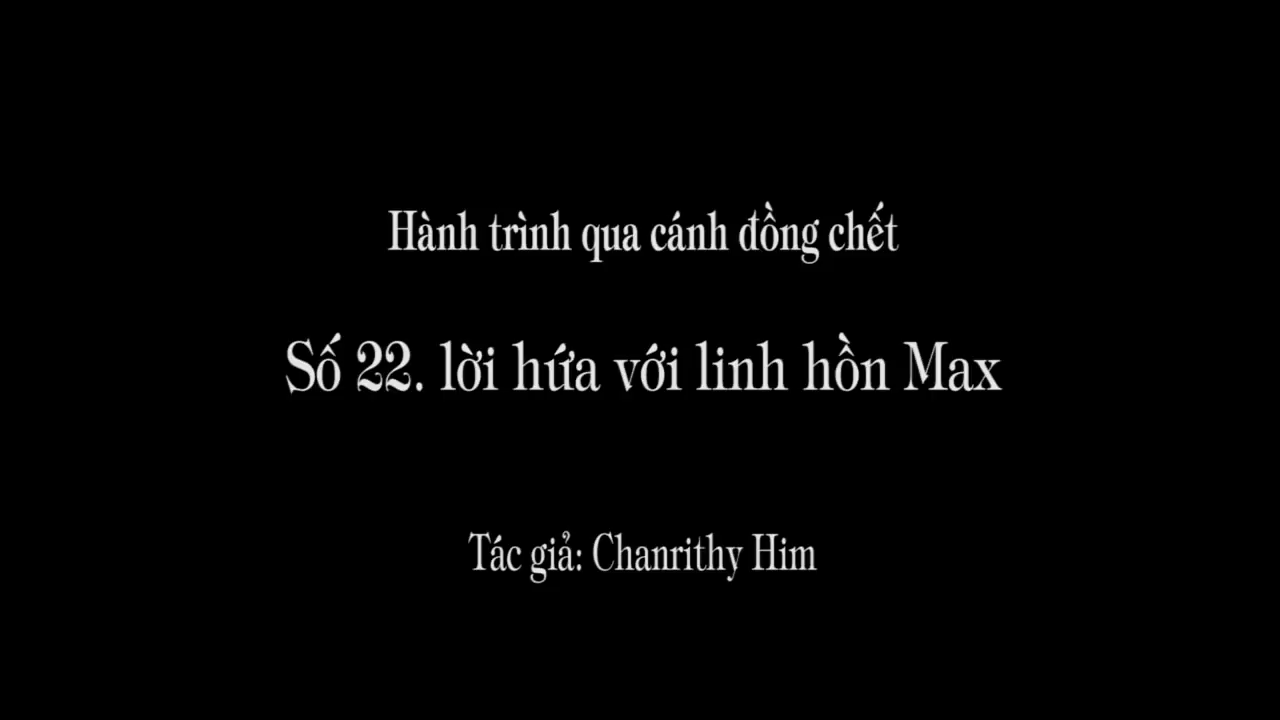 Hành trình qua cánh đồng chết
Số 22. lời hứa với linh hồn Max
Tác giả: Chanrithy Him